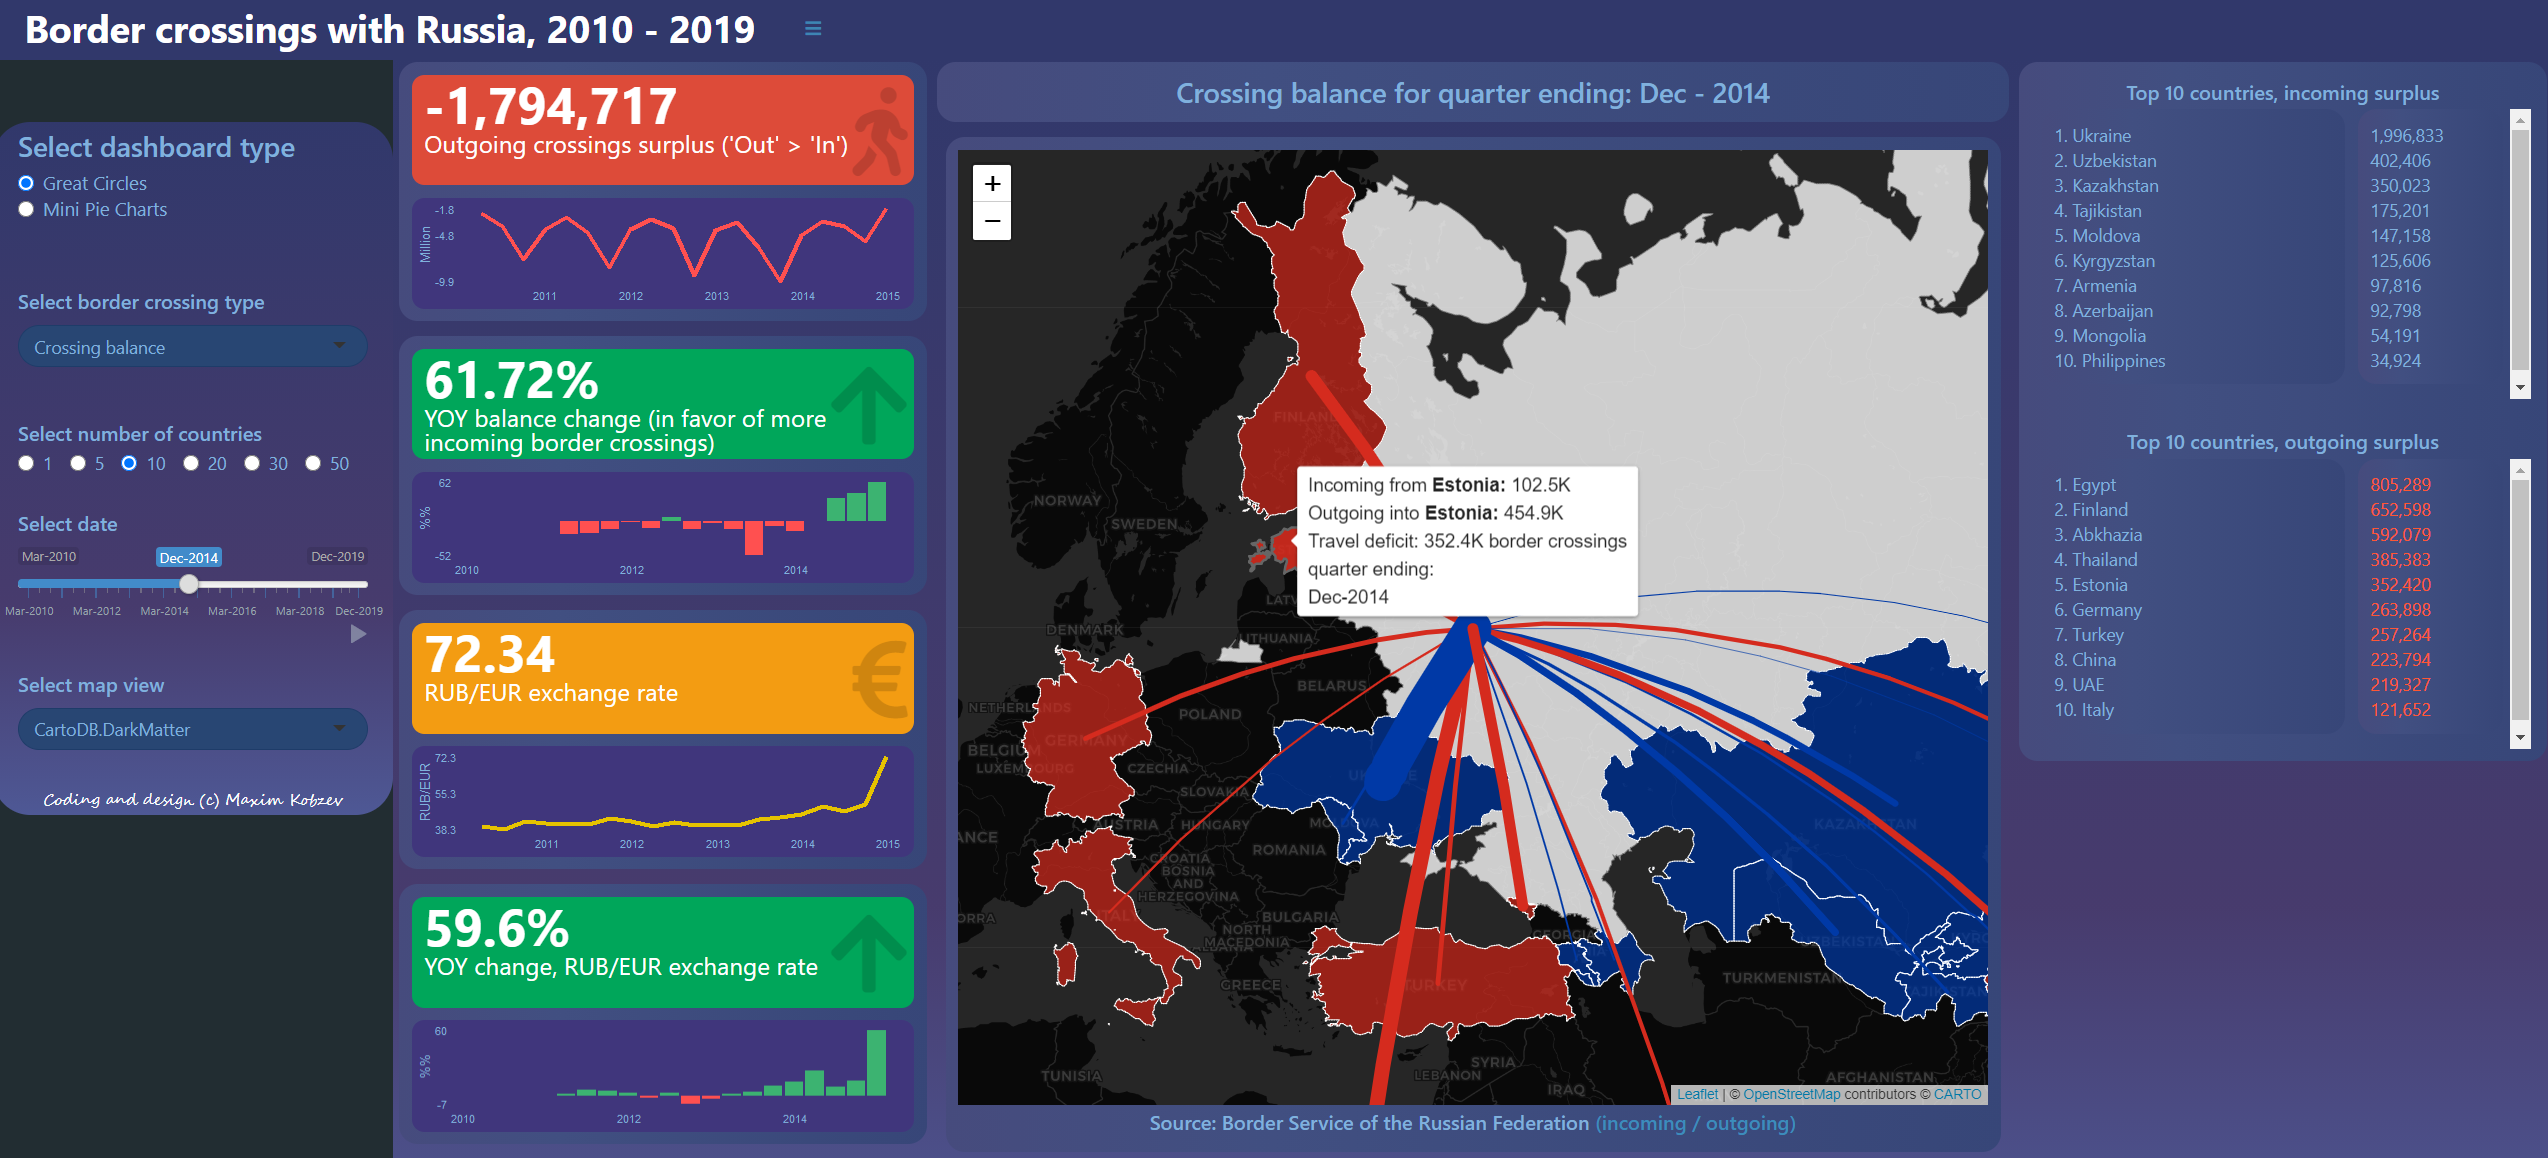 Border crossings with Russia, 2010 - 2019
Select dashboard type
Great Circles
Mini Pie Charts
Select border crossing type
Crossing balance
Select number of countries
1 5 10 20 30 50
Select date
Mar-2010 Dec-2014 Dec-2019
Mar-2010 Mar-2012 Mar-2014 Mar-2016 Mar-2018 Dec-2019
Select map view
CartoDB.DarkMatter
Coding and design (c) Maxim Kobzev
-1,794,717
Outgoing crossings surplus ('Out' > 'In')
Million
-1.8
-4.8
-9.9
2011 2012 2013 2014 2015
61.72%
YOY balance change (in favor of more
incoming border crossings)
%%
62
-52
2010 2012 2014
72.34
RUB/EUR exchange rate
€
RUB/EUR
72.3
55.3
38.3
2011 2012 2013 2014 2015
59.6%
YOY change, RUB/EUR exchange rate
%%
60
-7
2010 2012 2014
Crossing balance for quarter ending: Dec - 2014
+
−
FINLAND
NORWAY
SWEDEN
Incoming from Estonia: 102.5K
Outgoing into Estonia: 454.9K
Travel deficit: 352.4K border crossings
quarter ending:
Dec-2014
LATV
DENMARK
LITHUANIA
BELARUS
NETHERLANDS
POLAND
GERMANY
BELGIUM
LUXEMBOURG
CZECHIA
UKRAINE
SLOVAKIA
AUSTRIA
HUNGARY
MOLDOVA
KAZAKHSTAN
ANCE
ROMANIA
CROATIA
BOSNIA
AND
HERZEGOVINA
ORRA
ITALY
BULGARIA
NORTH
MACEDONIA
ALBANIA
GEORGIA
UZBEKISTAN
GREECE
TURKEY
TURKMENISTAN
TAJIKISTAN
SYRIA
LEBANON
TUNISIA
IRAQ
AFGHANISTAN
Leaflet | © OpenStreetMap contributors © CARTO
Source: Border Service of the Russian Federation (incoming / outgoing)
Top 10 countries, incoming surplus
1. Ukraine 1,996,833
2. Uzbekistan 402,406
3. Kazakhstan 350,023
4. Tajikistan 175,201
5. Moldova 147,158
6. Kyrgyzstan 125,606
7. Armenia 97,816
8. Azerbaijan 92,798
9. Mongolia 54,191
10. Philippines 34,924
Top 10 countries, outgoing surplus
1. Egypt 805,289
2. Finland 652,598
3. Abkhazia 592,079
4. Thailand 385,383
5. Estonia 352,420
6. Germany 263,898
7. Turkey 257,264
8. China 223,794
9. UAE 219,327
10. Italy 121,652